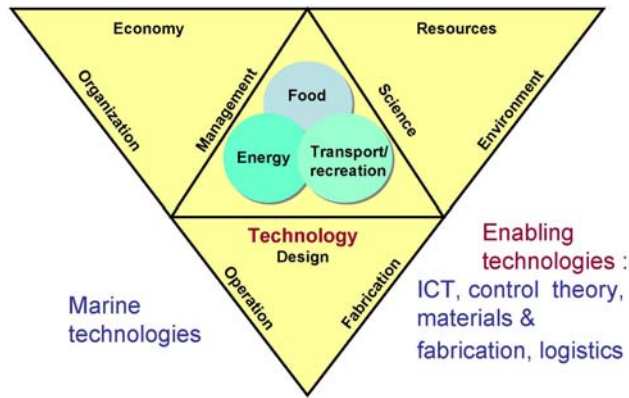 Economy
Resources
Organization
Management
Science
Environment
Food
Energy
Transport/
recreation
Technology
Design
Operation
Fabrication
Marine
technologies
Enabling
technologies :
ICT, control theory,
materials &
fabrication, logistics